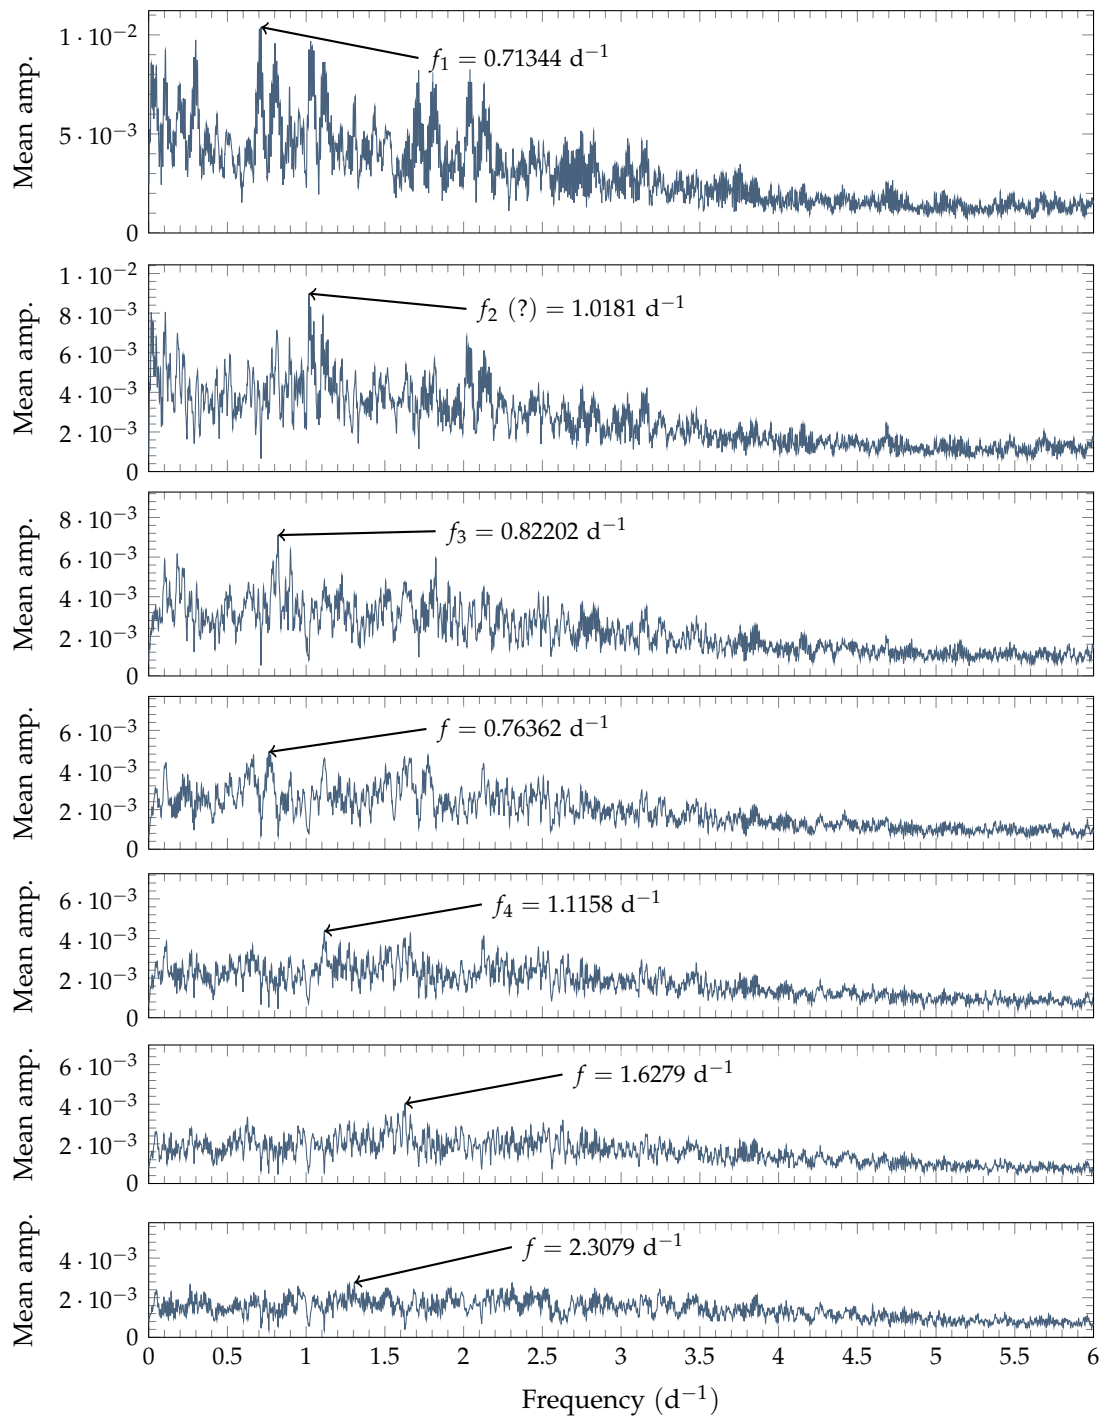 Mean amp.
1 · 10⁻²
5 · 10⁻³
0
f₁ = 0.71344 d⁻¹
Mean amp.
1 · 10⁻²
8 · 10⁻³
6 · 10⁻³
4 · 10⁻³
2 · 10⁻³
0
f₂ (?) = 1.0181 d⁻¹
Mean amp.
8 · 10⁻³
6 · 10⁻³
4 · 10⁻³
2 · 10⁻³
0
f₃ = 0.82202 d⁻¹
Mean amp.
6 · 10⁻³
4 · 10⁻³
2 · 10⁻³
0
f = 0.76362 d⁻¹
Mean amp.
6 · 10⁻³
4 · 10⁻³
2 · 10⁻³
0
f₄ = 1.1158 d⁻¹
Mean amp.
6 · 10⁻³
4 · 10⁻³
2 · 10⁻³
0
f = 1.6279 d⁻¹
Mean amp.
4 · 10⁻³
2 · 10⁻³
0
f = 2.3079 d⁻¹
0 0.5 1 1.5 2 2.5 3 3.5 4 4.5 5 5.5 6
Frequency (d⁻¹)